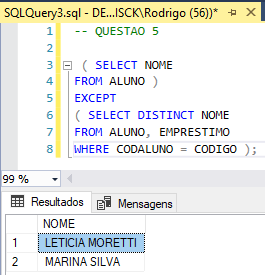 SQLQuery3.sql - DE...ISCK\Rodrigo (56))*
1 -- QUESTAO 5
2
3 ( SELECT NOME
4 FROM ALUNO )
5 EXCEPT
6 ( SELECT DISTINCT NOME
7 FROM ALUNO, EMPRESTIMO
8 WHERE CODALUNO = CODIGO );
99 %
Resultados Mensagens
NOME
1 LETICIA MORETTI
2 MARINA SILVA